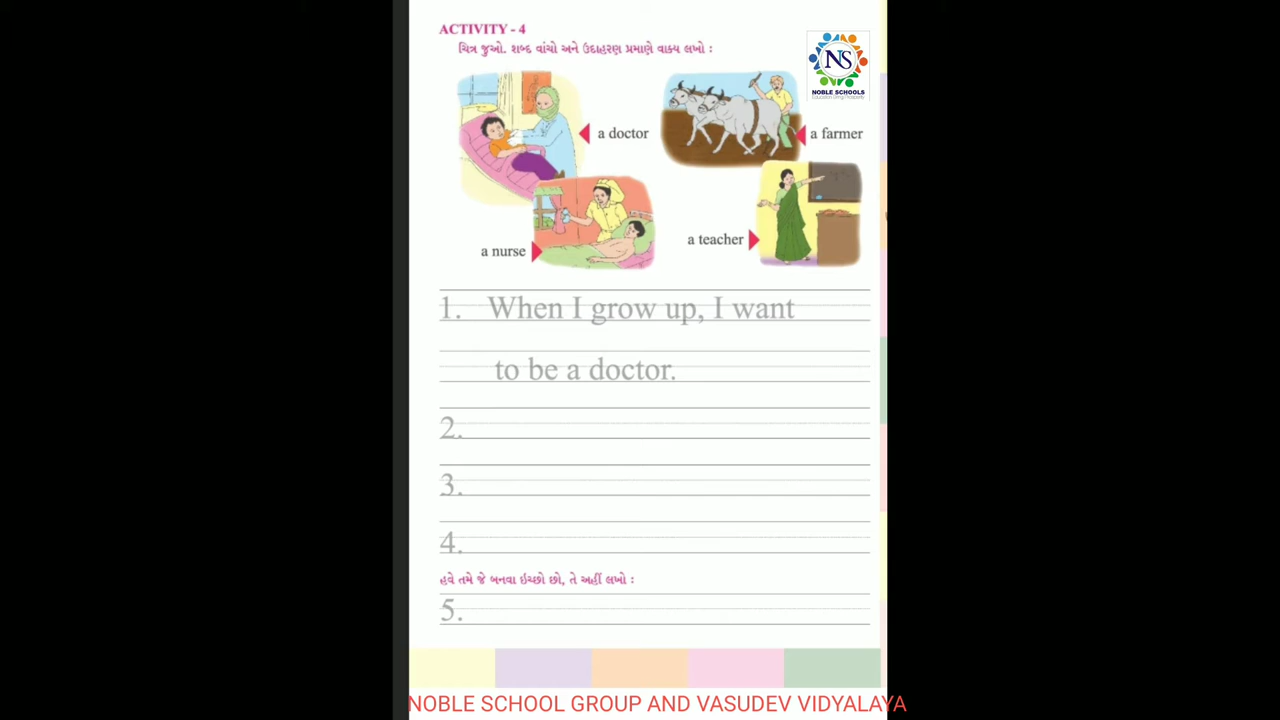 ACTIVITY - 4
ચિત્ર જુઓ. શબ્દ વાંચો અને ઉદાહરણ પ્રમાણે વાક્ય લખો :
NS
NOBLE SCHOOLS
a doctor
a farmer
a nurse
a teacher
1. When I grow up, I want
to be a doctor.
2.
3.
4.
હવે તમે જે બનવા ઇચ્છો છો, તે અહીં લખો :
5.
NOBLE SCHOOL GROUP AND VASUDEV VIDYALAYA